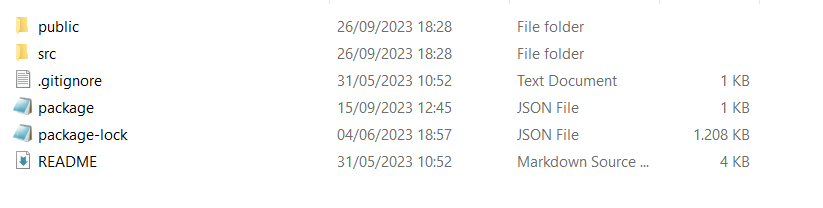 public 26/09/2023 18:28 File folder
src 26/09/2023 18:28 File folder
.gitignore 31/05/2023 10:52 Text Document 1 KB
package 15/09/2023 12:45 JSON File 1 KB
package-lock 04/06/2023 18:57 JSON File 1.208 KB
README 31/05/2023 10:52 Markdown Source ... 4 KB